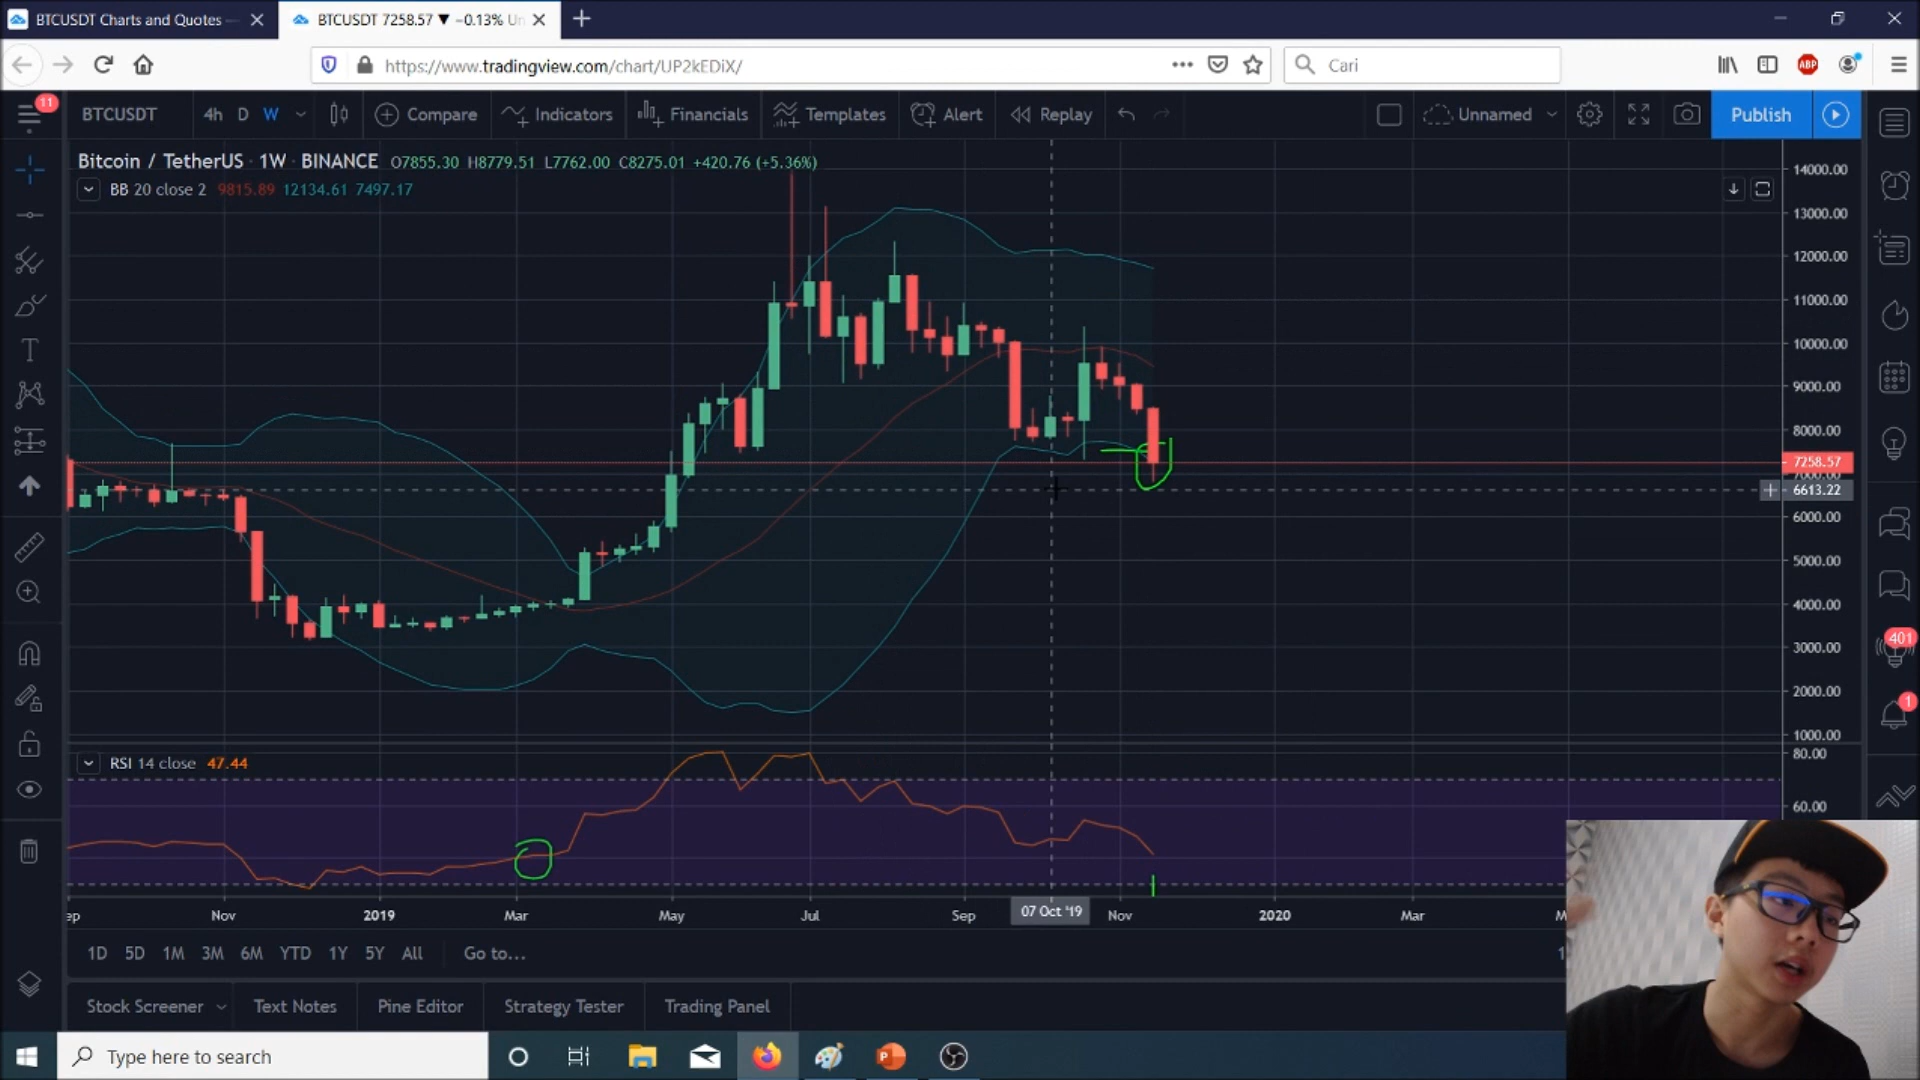 BTCUSDT Charts and Quotes —
BTCUSDT 7258.57 ▼ −0.13% Un
https://www.tradingview.com/chart/UP2kEDiX/
Cari
ABP
11
BTCUSDT 4h D W Compare Indicators Financials Templates Alert Replay Unnamed Publish
Bitcoin / TetherUS · 1W · BINANCE O7855.30 H8779.51 L7762.00 C8275.01 +420.76 (+5.36%)
BB 20 close 2 9815.89 12134.61 7497.17
14000.00
13000.00
12000.00
11000.00
10000.00
9000.00
8000.00
7258.57
6613.22
6000.00
5000.00
4000.00
3000.00
2000.00
1000.00
401
1
RSI 14 close 47.44
80.00
60.00
Nov 2019 Mar May Jul Sep 07 Oct '19 Nov 2020 Mar
1D 5D 1M 3M 6M YTD 1Y 5Y All Go to...
Stock Screener Text Notes Pine Editor Strategy Tester Trading Panel
Type here to search